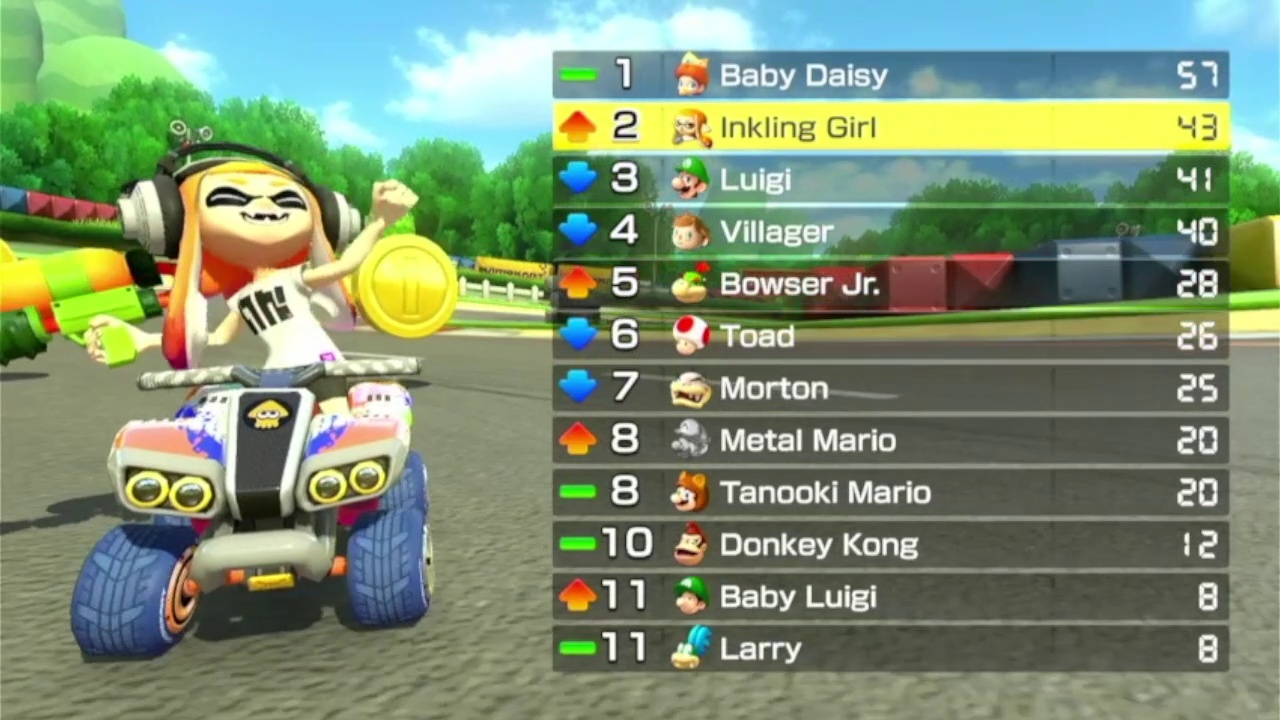 1 Baby Daisy 57
2 Inkling Girl 43
3 Luigi 41
4 Villager 40
5 Bowser Jr. 28
6 Toad 26
7 Morton 25
8 Metal Mario 20
8 Tanooki Mario 20
10 Donkey Kong 12
11 Baby Luigi 8
11 Larry 8